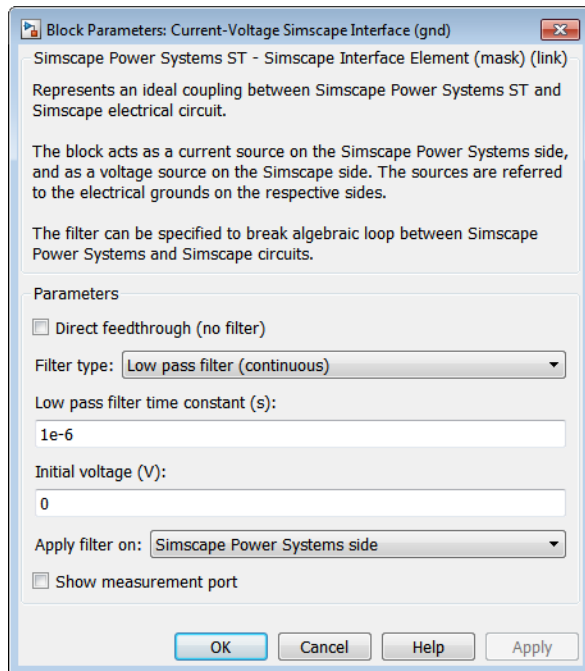 Block Parameters: Current-Voltage Simscape Interface (gnd)
Simscape Power Systems ST - Simscape Interface Element (mask) (link)
Represents an ideal coupling between Simscape Power Systems ST and
Simscape electrical circuit.
The block acts as a current source on the Simscape Power Systems side,
and as a voltage source on the Simscape side. The sources are referred
to the electrical grounds on the respective sides.
The filter can be specified to break algebraic loop between Simscape
Power Systems and Simscape circuits.
Parameters
Direct feedthrough (no filter)
Filter type: Low pass filter (continuous)
Low pass filter time constant (s):
1e-6
Initial voltage (V):
0
Apply filter on: Simscape Power Systems side
Show measurement port
OK Cancel Help Apply